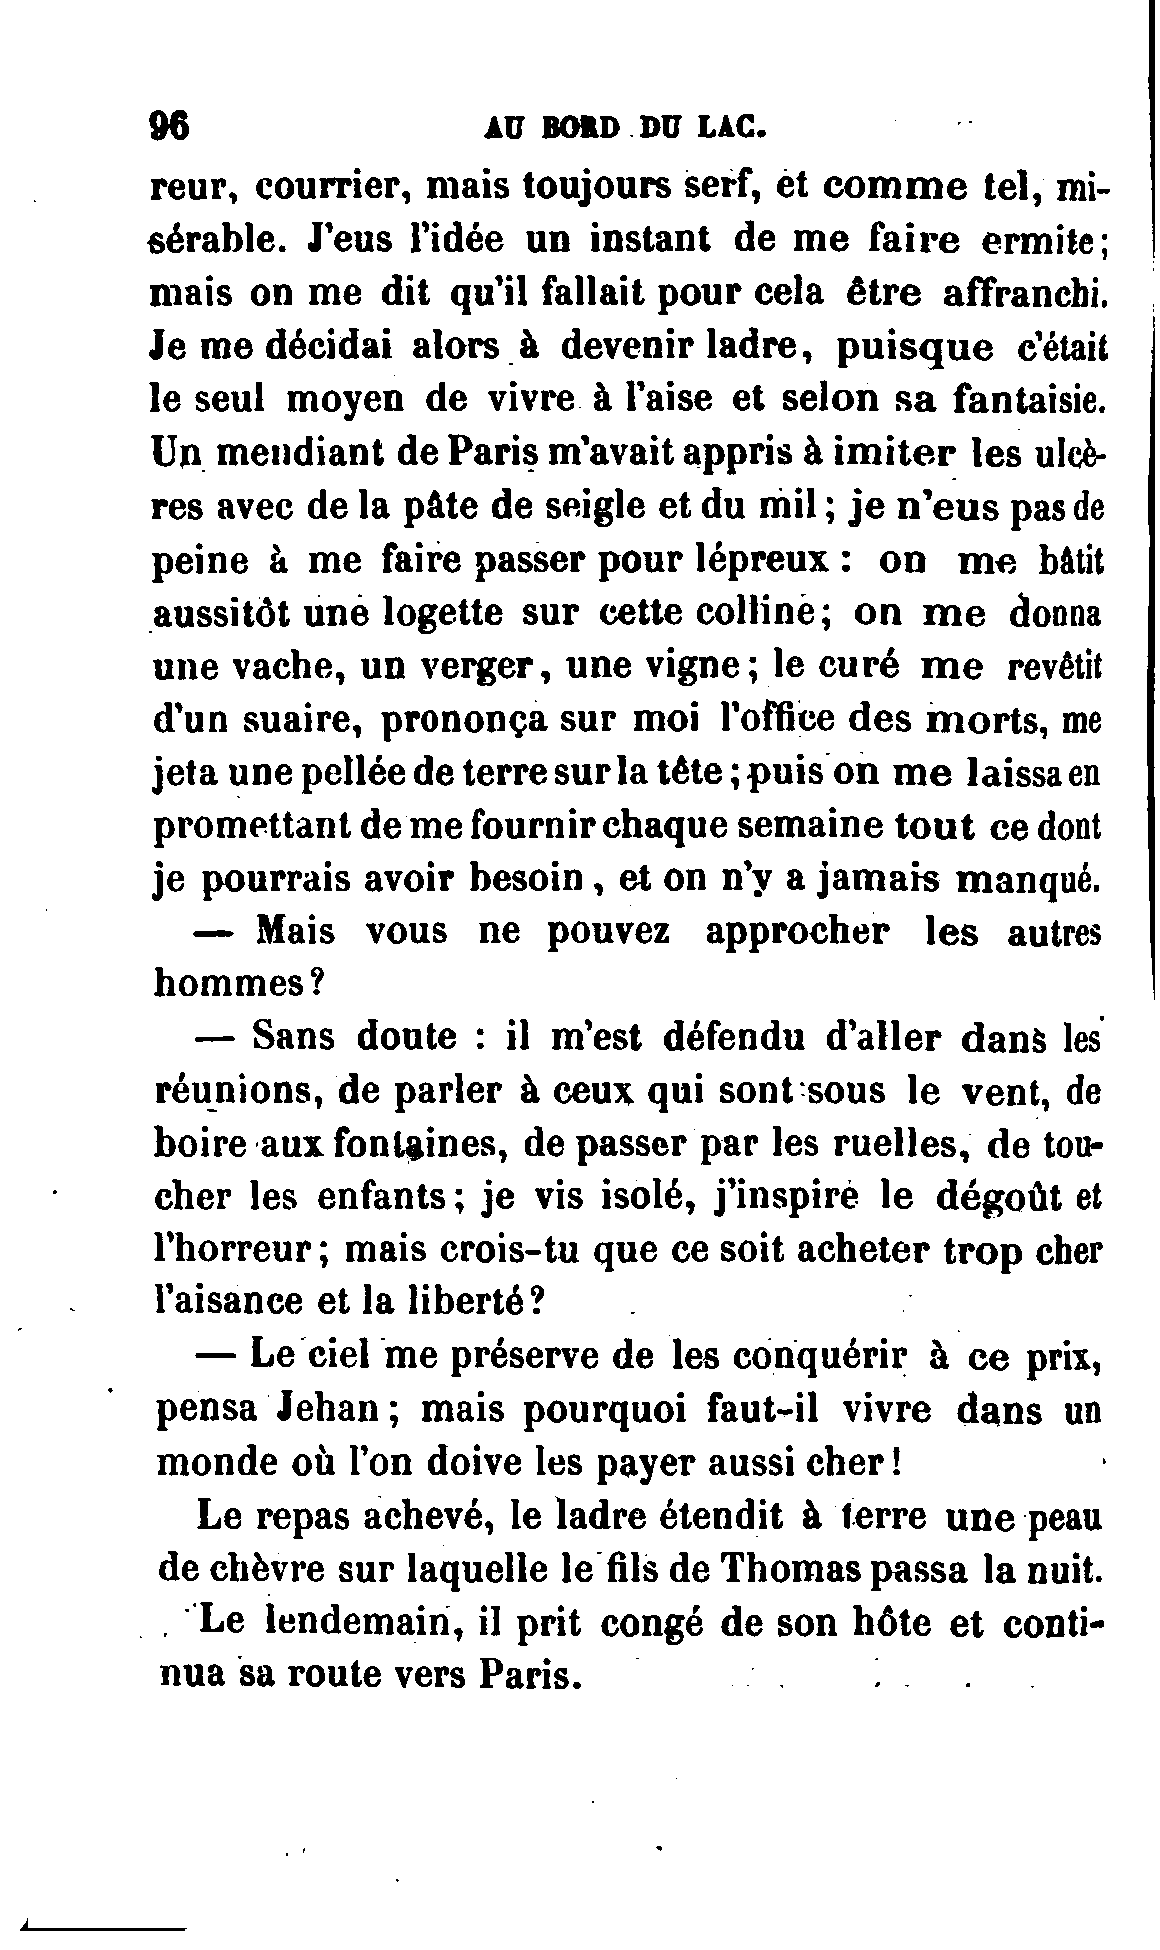 96 AU BORD DU LAC.
reur, courrier, mais toujours serf, et comme tel, mi-
sérable. J'eus l'idée un instant de me faire ermite;
mais on me dit qu'il fallait pour cela être affranchi.
Je me décidai alors à devenir ladre, puisque c'était
le seul moyen de vivre à l'aise et selon sa fantaisie.
Un mendiant de Paris m'avait appris à imiter les ulcè-
res avec de la pâte de seigle et du mil; je n'eus pas de
peine à me faire passer pour lépreux : on me bâtit
aussitôt une logette sur cette colline; on me donna
une vache, un verger, une vigne; le curé me revêtit
d'un suaire, prononça sur moi l'office des morts, me
jeta une pellée de terre sur la tête; puis on me laissa en
promettant de me fournir chaque semaine tout ce dont
je pourrais avoir besoin, et on n'y a jamais manqué.
— Mais vous ne pouvez approcher les autres
hommes?
— Sans doute : il m'est défendu d'aller dans les
réunions, de parler à ceux qui sont sous le vent, de
boire aux fontaines, de passer par les ruelles, de tou-
cher les enfants; je vis isolé, j'inspire le dégoût et
l'horreur; mais crois-tu que ce soit acheter trop cher
l'aisance et la liberté?
— Le ciel me préserve de les conquérir à ce prix,
pensa Jehan; mais pourquoi faut-il vivre dans un
monde où l'on doive les payer aussi cher!
Le repas achevé, le ladre étendit à terre une peau
de chèvre sur laquelle le fils de Thomas passa la nuit.
Le lendemain, il prit congé de son hôte et conti-
nua sa route vers Paris.